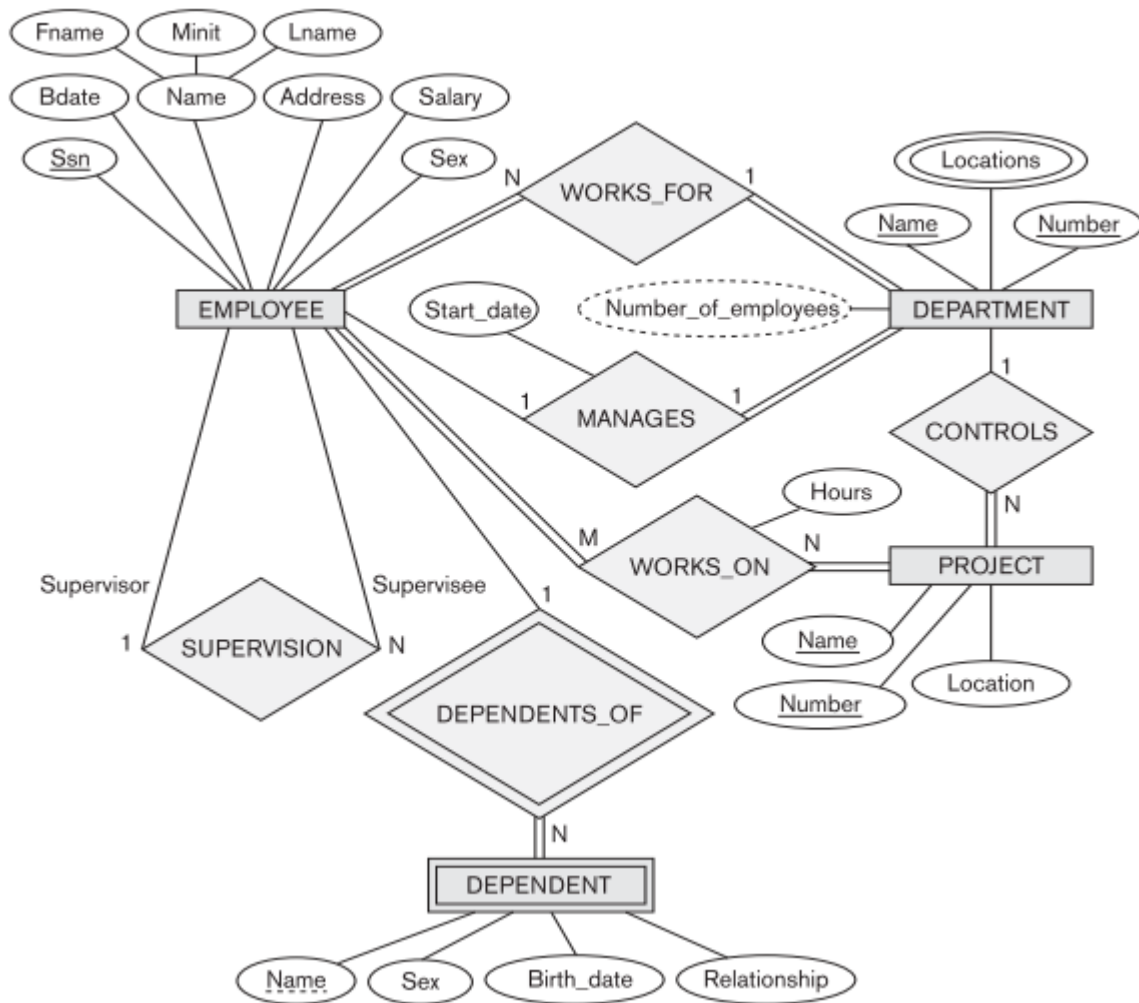 Fname
Minit
Lname
Bdate
Name
Address
Salary
Ssn
Sex
N
WORKS_FOR
1
Locations
Name
Number
EMPLOYEE
Start_date
Number_of_employees
DEPARTMENT
1
MANAGES
1
1
CONTROLS
N
Hours
M
WORKS_ON
N
PROJECT
Supervisor
Supervisee
1
SUPERVISION
N
1
Name
Number
Location
DEPENDENTS_OF
N
DEPENDENT
Name
Sex
Birth_date
Relationship